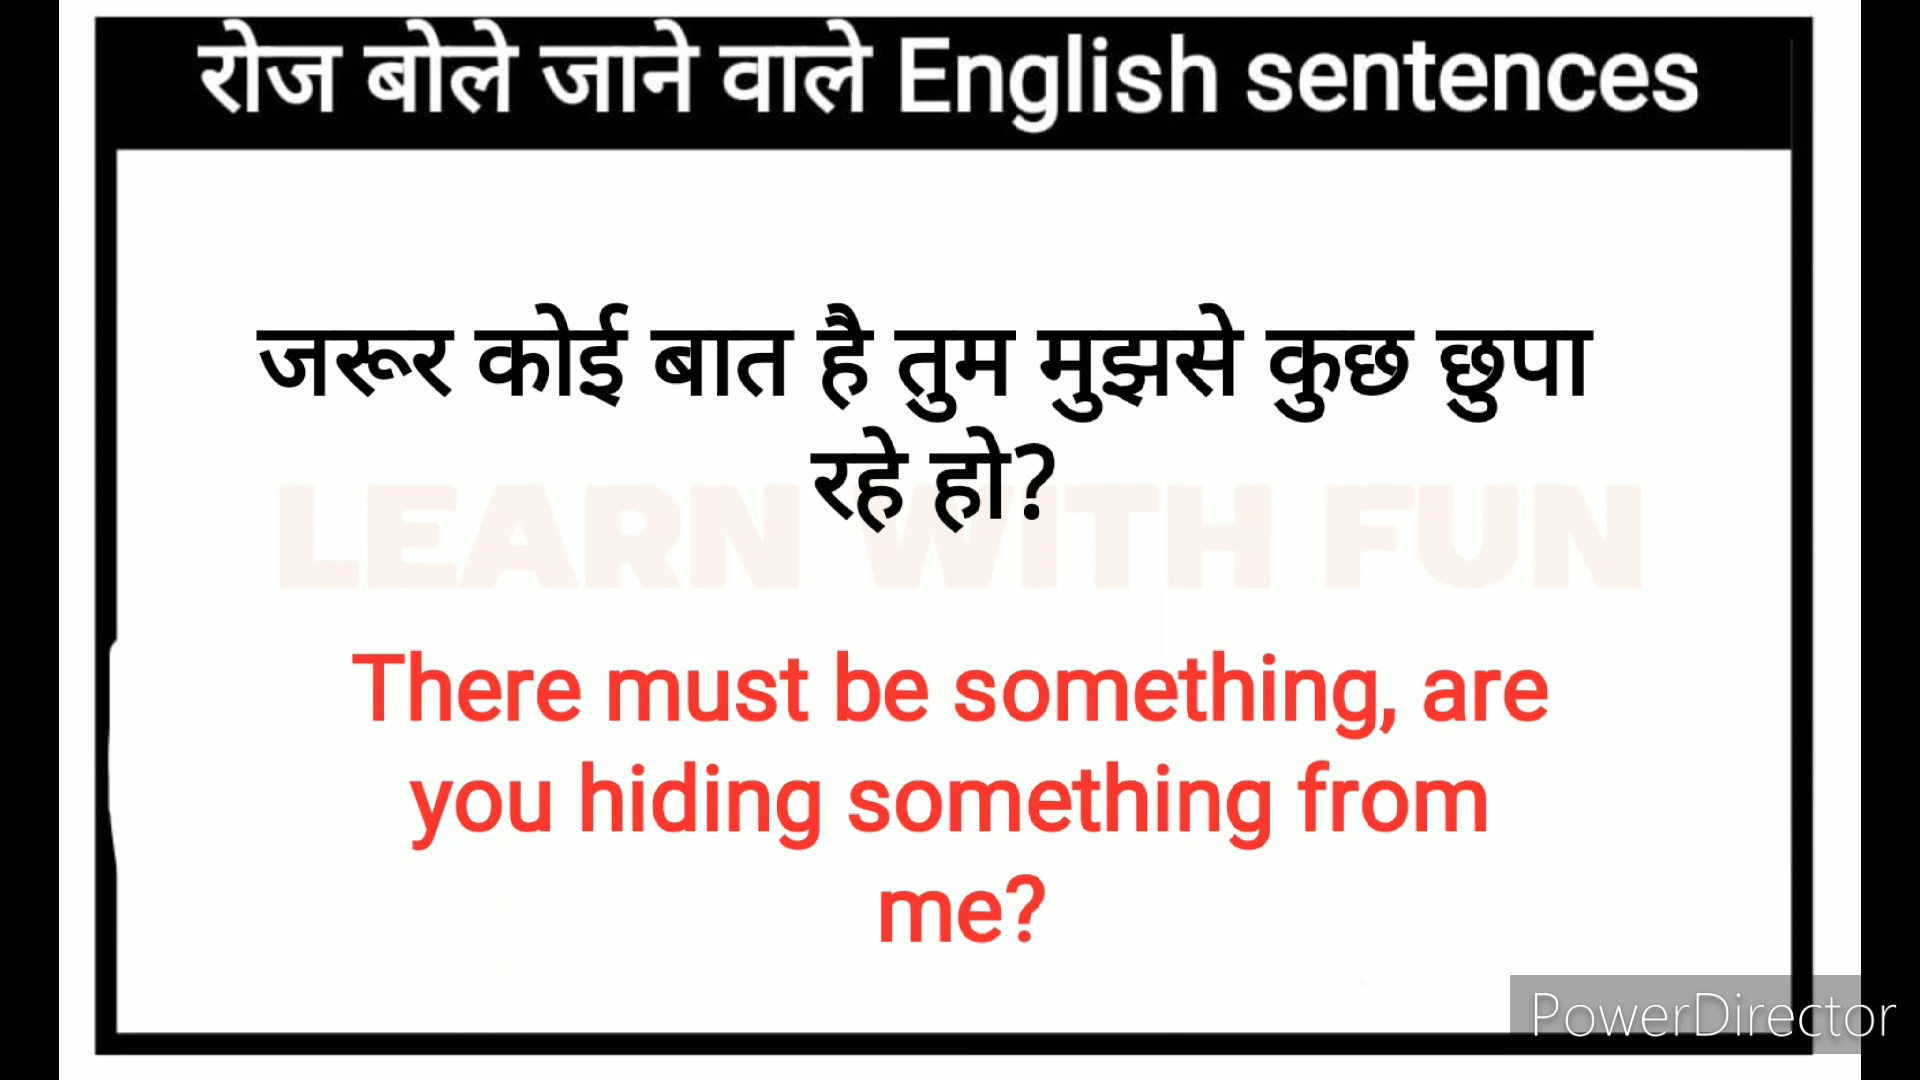 रोज बोले जाने वाले English sentences
जरूर कोई बात है तुम मुझसे कुछ छुपा
रहे हो?
LEARN WITH FUN
There must be something, are
you hiding something from
me?
PowerDirector